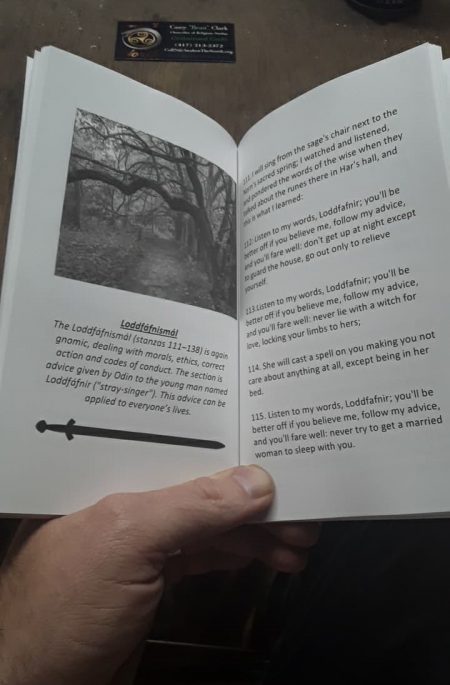 Casey "Bean" Clark
Loddfáfnismál
The Loddfáfnismál (stanzas 111–138) is again
gnomic, dealing with morals, ethics, correct
action and codes of conduct. The section is
advice given by Odin to the young man named
Loddfáfnir ("stray-singer"). This advice can be
applied to everyone's lives.
111. I will sing from the sage's chair next to the
Norn's sacred spring; I watched and listened,
and pondered the words of the wise when they
talked about the runes there in Har's hall, and
this is what I learned:
112. Listen to my words, Loddfafnir; you'll be
better off if you believe me, follow my advice,
and you'll fare well: don't get up at night except
to guard the house, go out only to relieve
yourself.
113.Listen to my words, Loddfafnir; you'll be
better off if you believe me, follow my advice,
and you'll fare well: never lie with a witch for
love, locking your limbs to hers;
114. She will cast a spell on you making you not
care about anything at all, except being in her
bed.
115. Listen to my words, Loddfafnir; you'll be
better off if you believe me, follow my advice,
and you'll fare well: never try to get a married
woman to sleep with you.